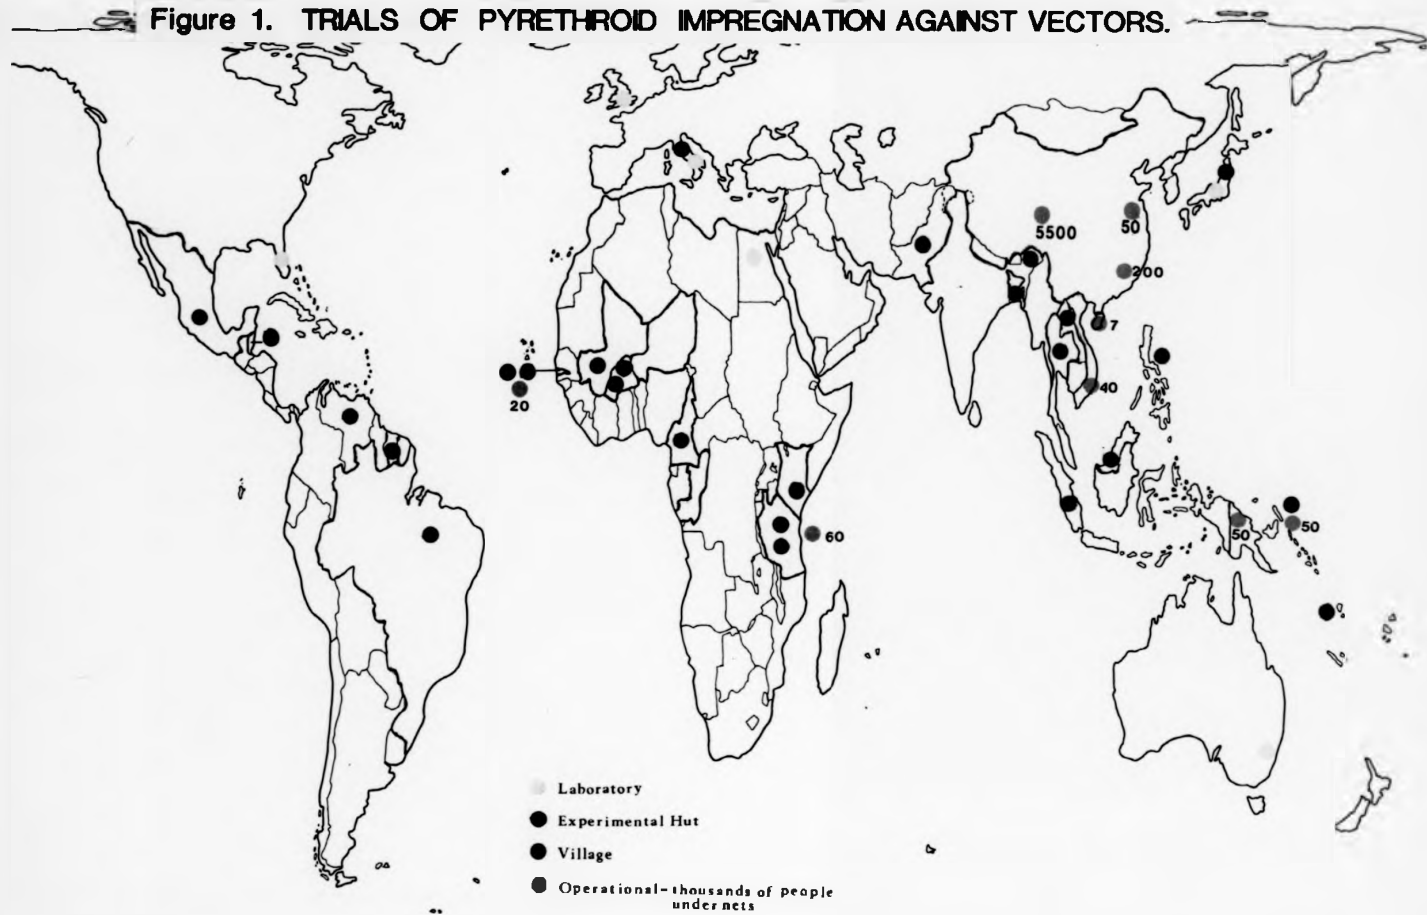 Figure 1. TRIALS OF PYRETHROID IMPREGNATION AGAINST VECTORS.
5500
50
200
7
40
20
60
50
50
Laboratory
Experimental Hut
Village
Operational-thousands of people
under nets